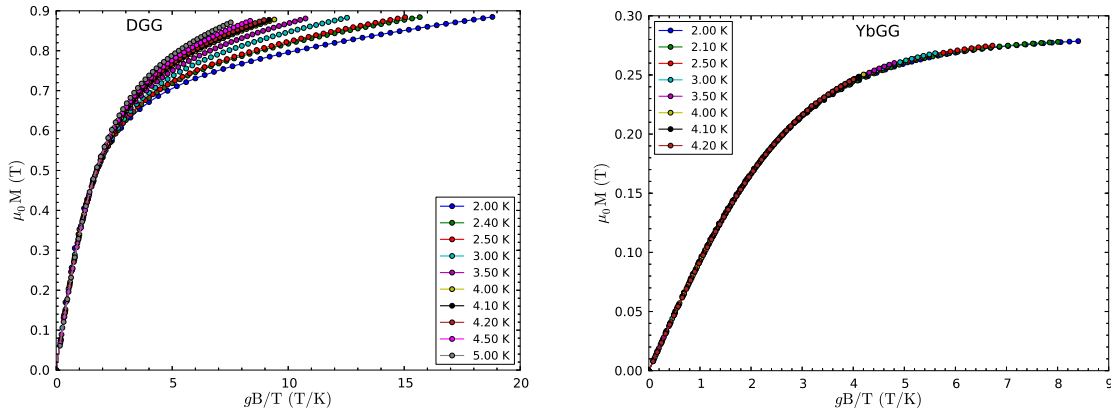 DGG
0.9
0.8
0.7
0.6
0.5
0.4
0.3
0.2
0.1
0.0
μ₀M (T)
2.00 K
2.40 K
2.50 K
3.00 K
3.50 K
4.00 K
4.10 K
4.20 K
4.50 K
5.00 K
0 5 10 15 20
gB/T (T/K)
YbGG
0.30
0.25
0.20
0.15
0.10
0.05
0.00
μ₀M (T)
2.00 K
2.10 K
2.50 K
3.00 K
3.50 K
4.00 K
4.10 K
4.20 K
0 1 2 3 4 5 6 7 8 9
gB/T (T/K)